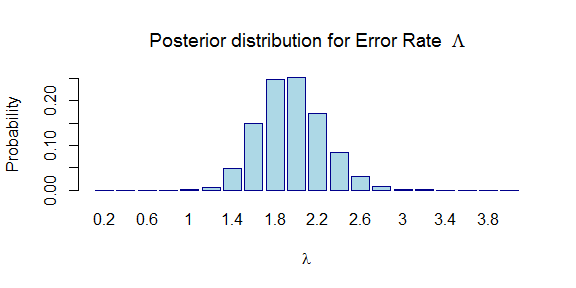 Posterior distribution for Error Rate Λ
Probability
0.00 0.10 0.20
0.2 0.6 1 1.4 1.8 2.2 2.6 3 3.4 3.8
λ